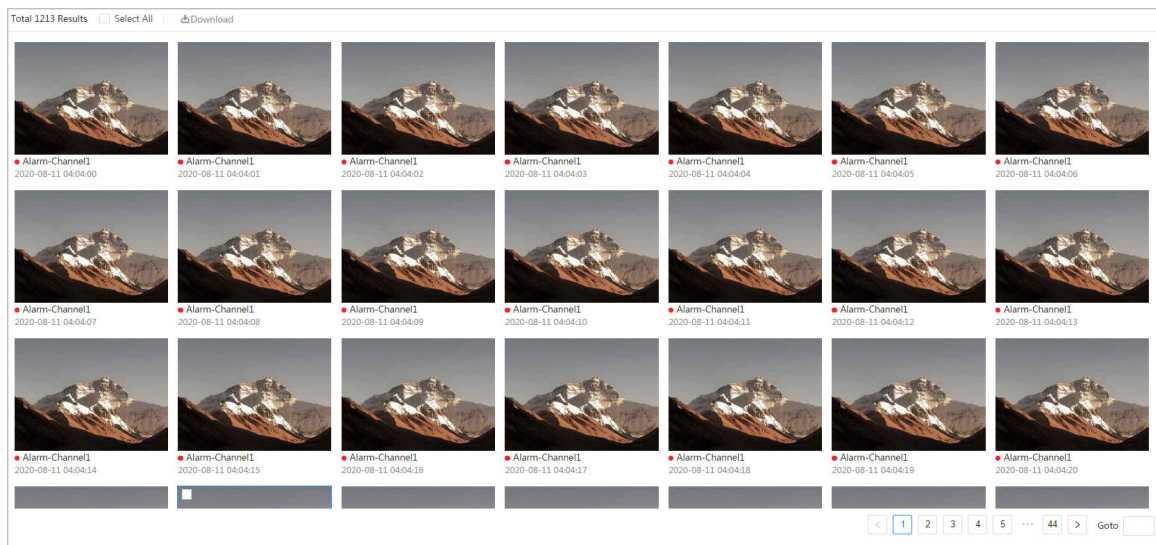 Total 1213 Results Select All Download
Alarm-Channel1 Alarm-Channel1 Alarm-Channel1 Alarm-Channel1 Alarm-Channel1 Alarm-Channel1 Alarm-Channel1
2020-08-11 04:04:00 2020-08-11 04:04:01 2020-08-11 04:04:02 2020-08-11 04:04:03 2020-08-11 04:04:04 2020-08-11 04:04:05 2020-08-11 04:04:06
Alarm-Channel1 Alarm-Channel1 Alarm-Channel1 Alarm-Channel1 Alarm-Channel1 Alarm-Channel1 Alarm-Channel1
2020-08-11 04:04:07 2020-08-11 04:04:08 2020-08-11 04:04:09 2020-08-11 04:04:10 2020-08-11 04:04:11 2020-08-11 04:04:12 2020-08-11 04:04:13
Alarm-Channel1 Alarm-Channel1 Alarm-Channel1 Alarm-Channel1 Alarm-Channel1 Alarm-Channel1 Alarm-Channel1
2020-08-11 04:04:14 2020-08-11 04:04:15 2020-08-11 04:04:16 2020-08-11 04:04:17 2020-08-11 04:04:18 2020-08-11 04:04:19 2020-08-11 04:04:20
< 1 2 3 4 5 ••• 44 > Goto